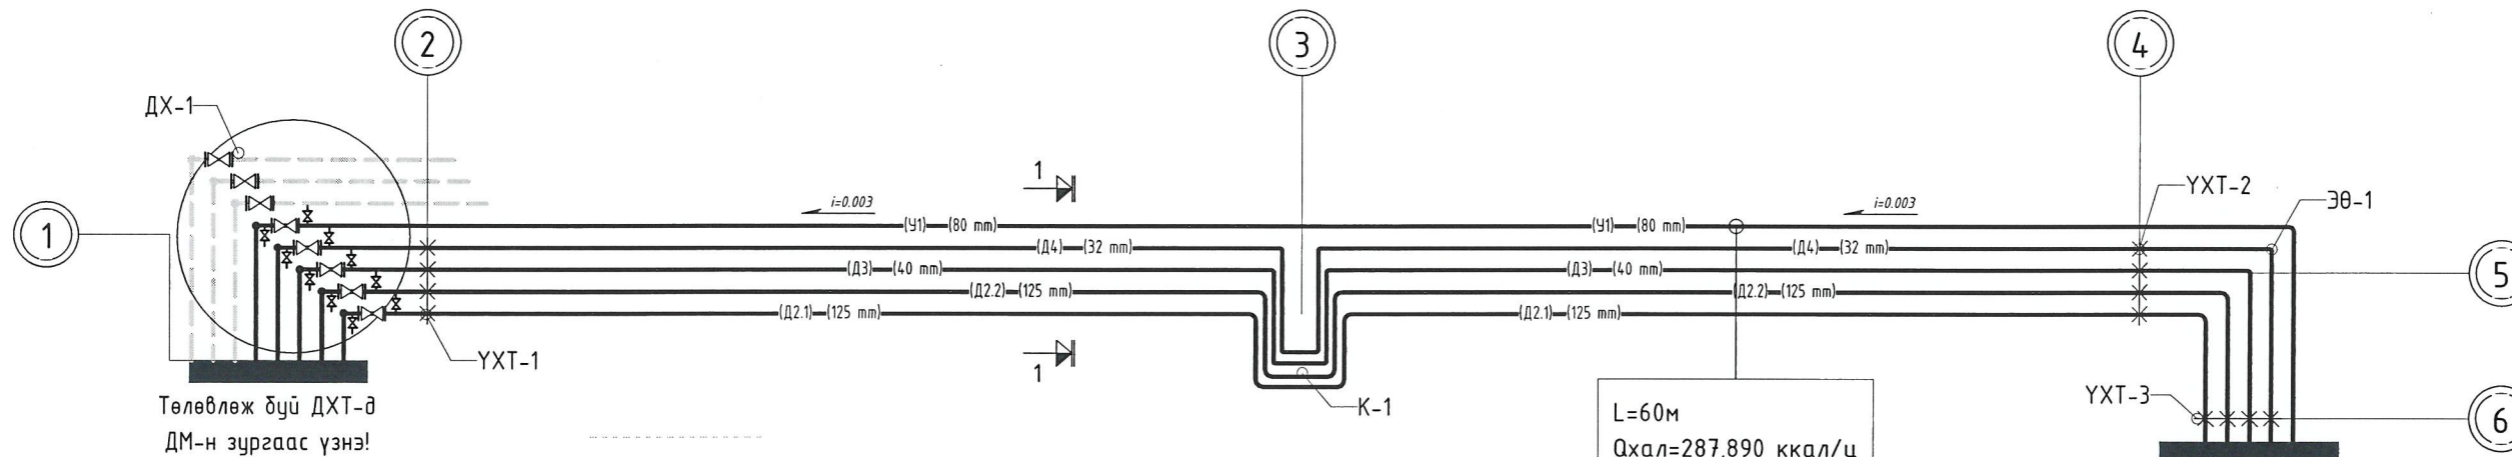 2
3
4
ДХ-1
1
ҮХТ-2
ЭӨ-1
i=0.003
i=0.003
(У1) (80 mm)
(У1) (80 mm)
1
(Д4) (32 mm)
(Д4) (32 mm)
(Д3) (40 mm)
(Д3) (40 mm)
5
(Д2.2) (125 mm)
(Д2.2) (125 mm)
(Д2.1) (125 mm)
(Д2.1) (125 mm)
ҮХТ-1
1
К-1
ҮХТ-3
6
Төлөвлөж буй ДХТ-д
ДМ-н зургаас үзнэ!
L=60м
Qхал=287.890 ккал/ц